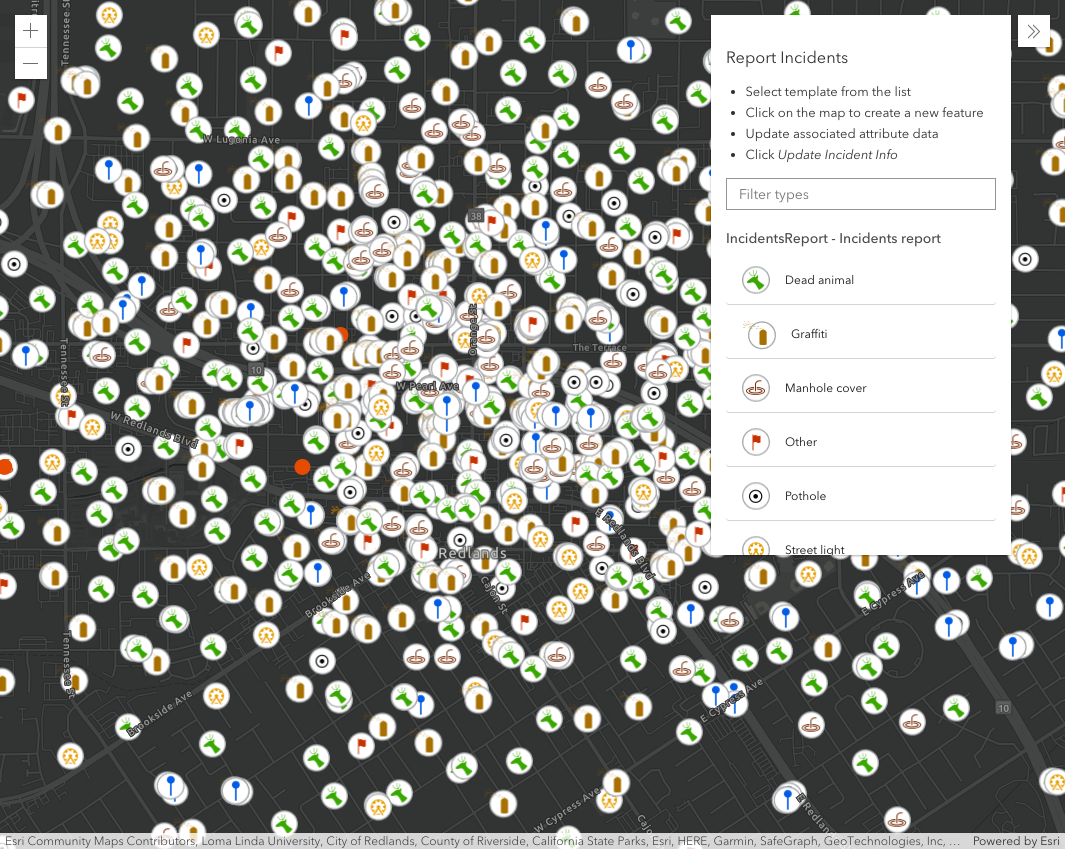 Tennessee St
W Lugonia Ave
38
Orange St
The Terrace
Tennessee St
10
W Pearl Ave
W Redlands Blvd
E Redlands Blvd
Redlands
Cajon St
Brookside Ave
E Cypress Ave
Tennessee St
Brookside Ave
E Cypress Ave
10
W Cypress Ave
Report Incidents
Select template from the list
Click on the map to create a new feature
Update associated attribute data
Click Update Incident Info
Filter types
IncidentsReport - Incidents report
Dead animal
Graffiti
Manhole cover
Other
Pothole
Street light
Esri Community Maps Contributors, Loma Linda University, City of Redlands, County of Riverside, California State Parks, Esri, HERE, Garmin, SafeGraph, GeoTechnologies, Inc, …
Powered by Esri